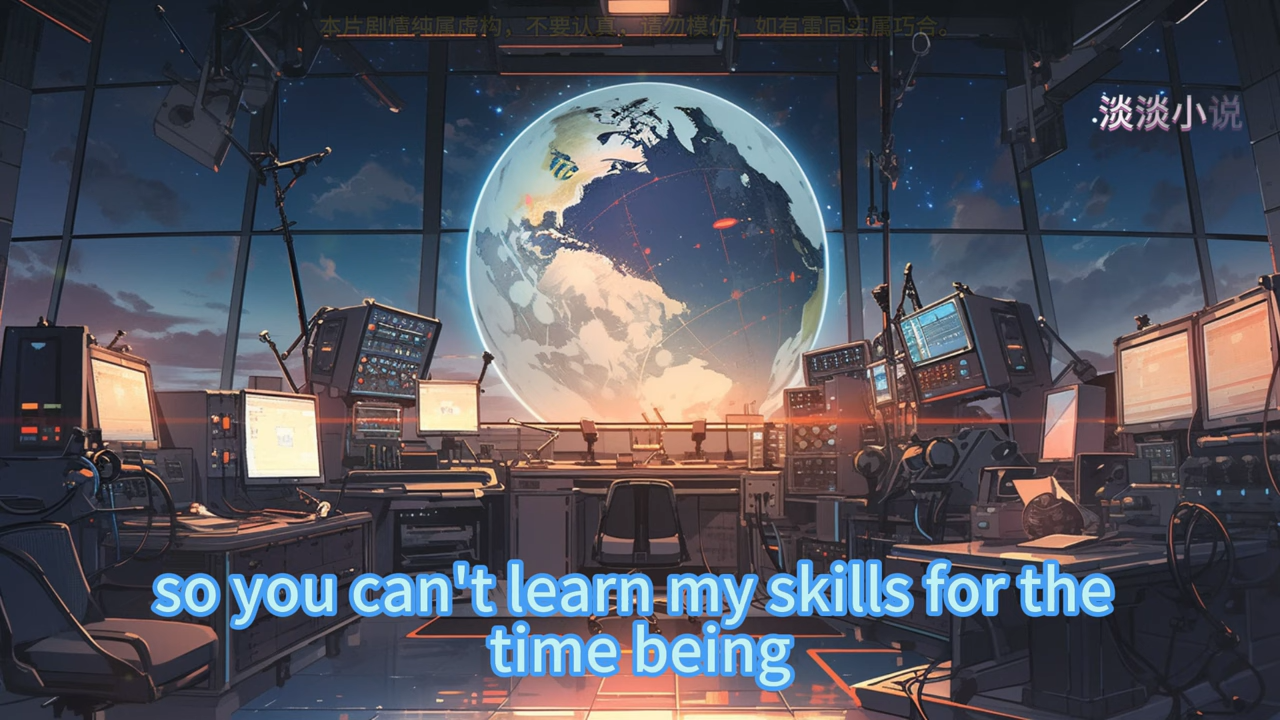 本片剧情纯属虚构，不要认真，请勿模仿！如有雷同实属巧合。
.淡淡小说
so you can't learn my skills for the
time being